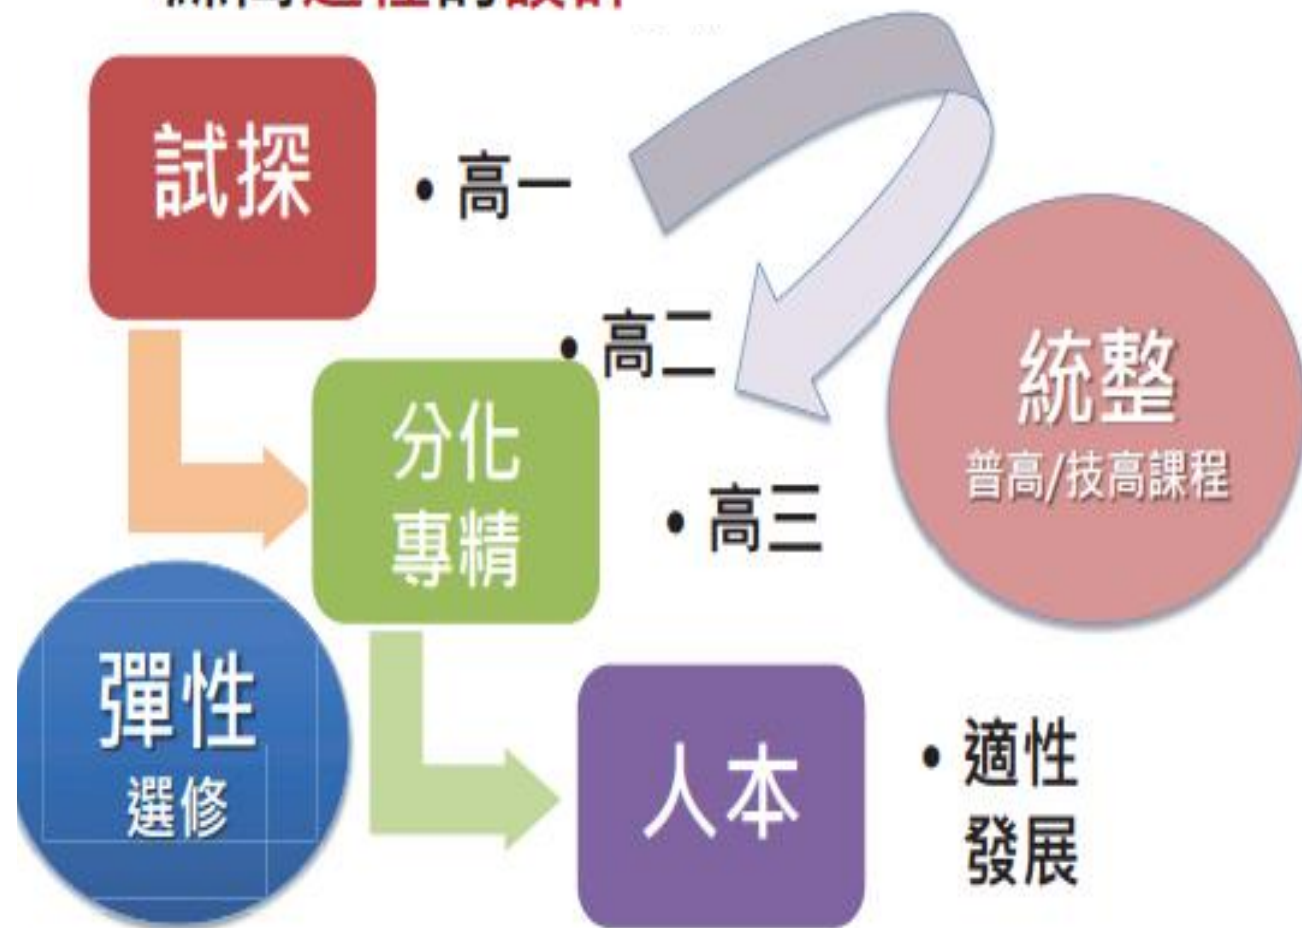 試探
• 高一
• 高二
統整
普高/技高課程
分化
專精
• 高三
彈性
選修
人本
• 適性
發展